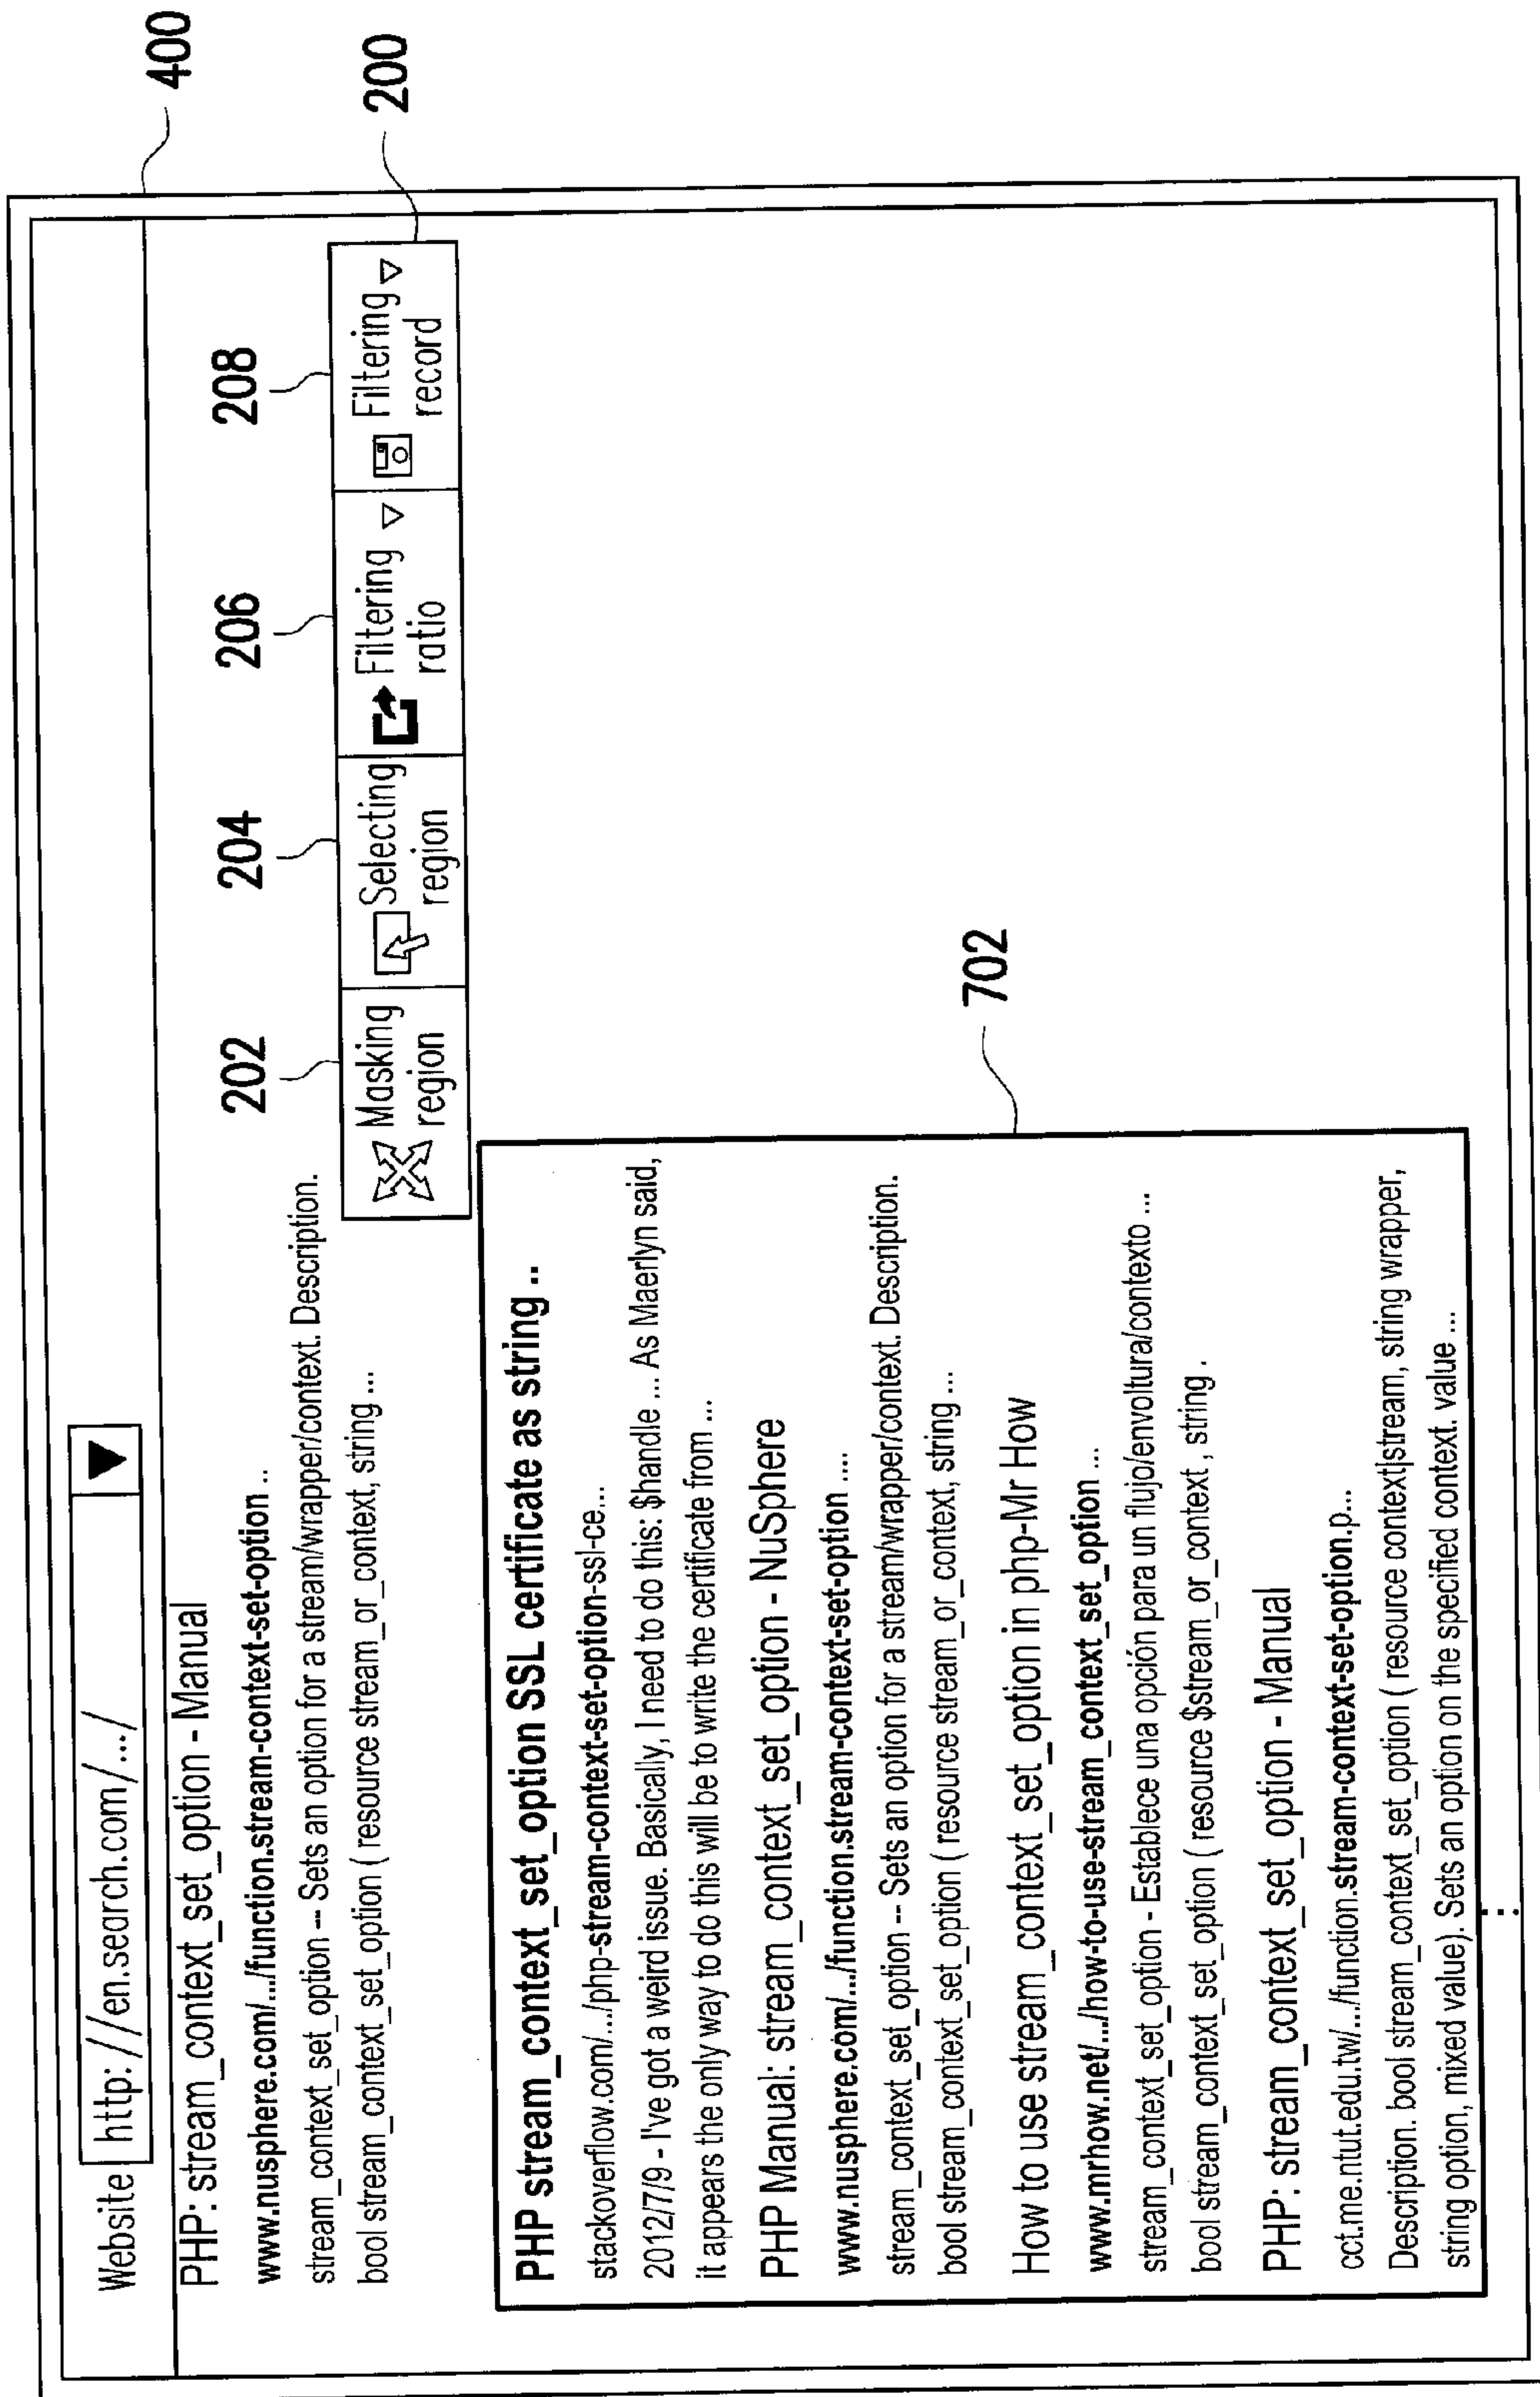 400
Website http: //en.search.com/.../
200
PHP: stream_context_set_option - Manual
www.nusphere.com/.../function.stream-context-set-option ..
stream_context_set_option -- Sets an option for a stream/wrapper/context. Description.
bool stream_context_set_option ( resource stream_or_context, string ...
202
204
206
208
Masking
region
Selecting
region
Filtering
ratio
Filtering
record
PHP stream_context_set_option SSL certificate as string ..
stackoverflow.com/.../php-stream-context-set-option-ssl-ce...
2012/7/9 - I've got a weird issue. Basically, I need to do this: $handle ... As Maerlyn said,
it appears the only way to do this will be to write the certificate from ...
PHP Manual: stream_context_set_option - NuSphere
www.nusphere.com/.../function.stream-context-set-option ....
stream_context_set_option -- Sets an option for a stream/wrapper/context. Description.
bool stream_context_set_option ( resource stream_or_context, string ...
702
How to use stream_context_set_option in php-Mr How
www.mrhow.net/.../how-to-use-stream_context_set_option ...
stream_context_set_option - Establece una opción para un flujo/envoltura/contexto ...
bool stream_context_set_option ( resource $stream_or_context , string .
PHP: stream_context_set_option - Manual
cct.me.ntut.edu.tw/.../function.stream-context-set-option.p...
Description. bool stream_context_set_option ( resource context|stream, string wrapper,
string option, mixed value). Sets an option on the specified context. value ...